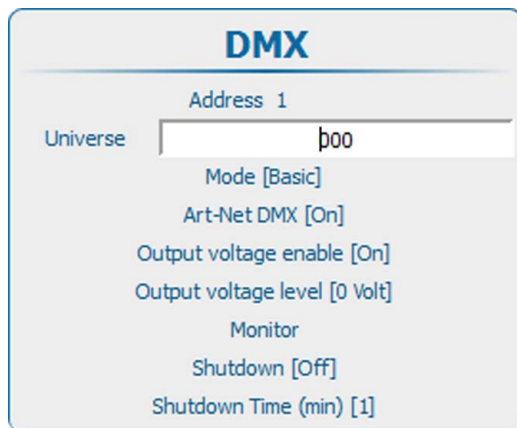 DMX
Address 1
Universe 000
Mode [Basic]
Art-Net DMX [On]
Output voltage enable [On]
Output voltage level [0 Volt]
Monitor
Shutdown [Off]
Shutdown Time (min) [1]